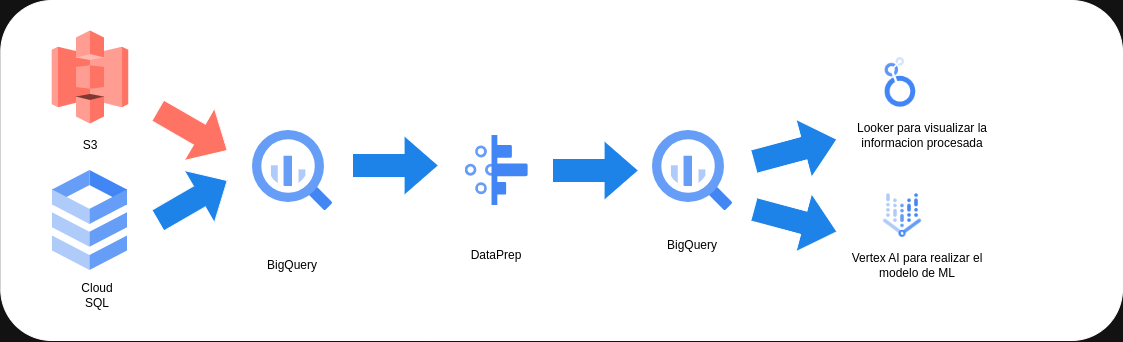 S3
Cloud
SQL
BigQuery
DataPrep
BigQuery
Looker para visualizar la
informacion procesada
Vertex AI para realizar el
modelo de ML